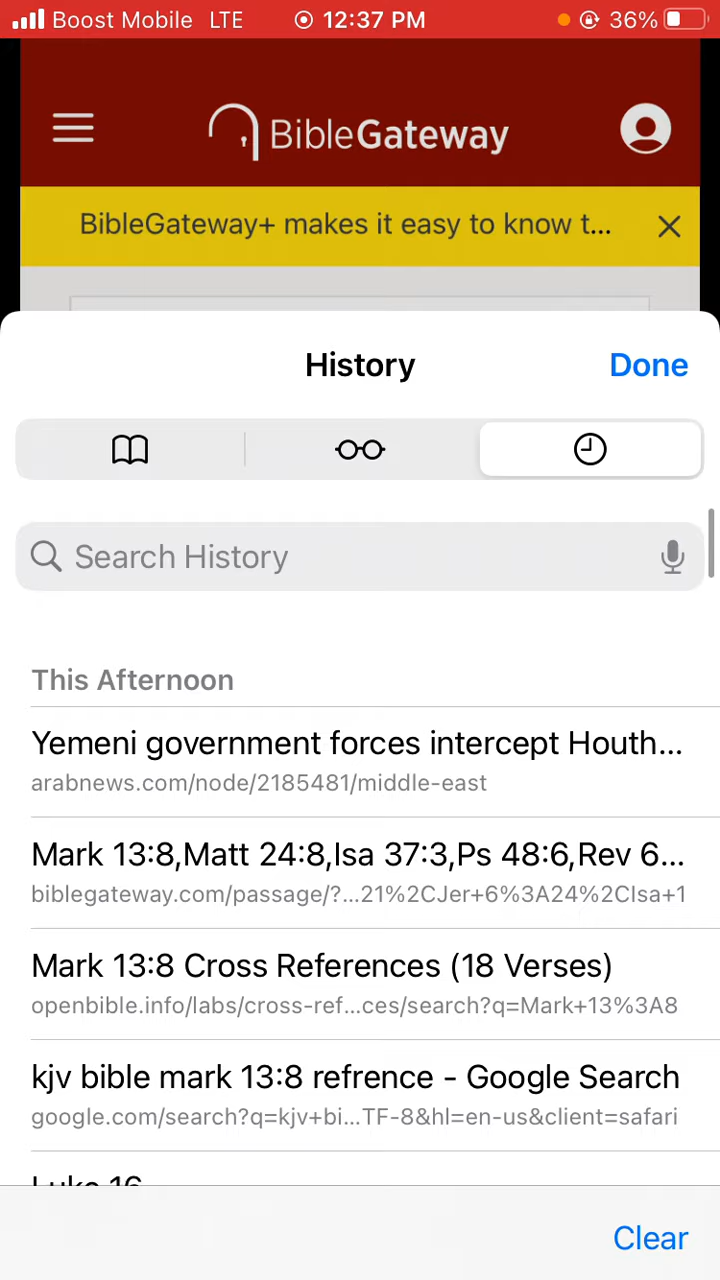 Boost Mobile LTE 12:37 PM 36%
BibleGateway
BibleGateway+ makes it easy to know t...
History Done
Search History
This Afternoon
Yemeni government forces intercept Houth...
arabnews.com/node/2185481/middle-east
Mark 13:8,Matt 24:8,Isa 37:3,Ps 48:6,Rev 6...
biblegateway.com/passage/?...21%2CJer+6%3A24%2CIsa+1
Mark 13:8 Cross References (18 Verses)
openbible.info/labs/cross-ref...ces/search?q=Mark+13%3A8
kjv bible mark 13:8 refrence - Google Search
google.com/search?q=kjv+bi...TF-8&hl=en-us&client=safari
Luke 16
Clear